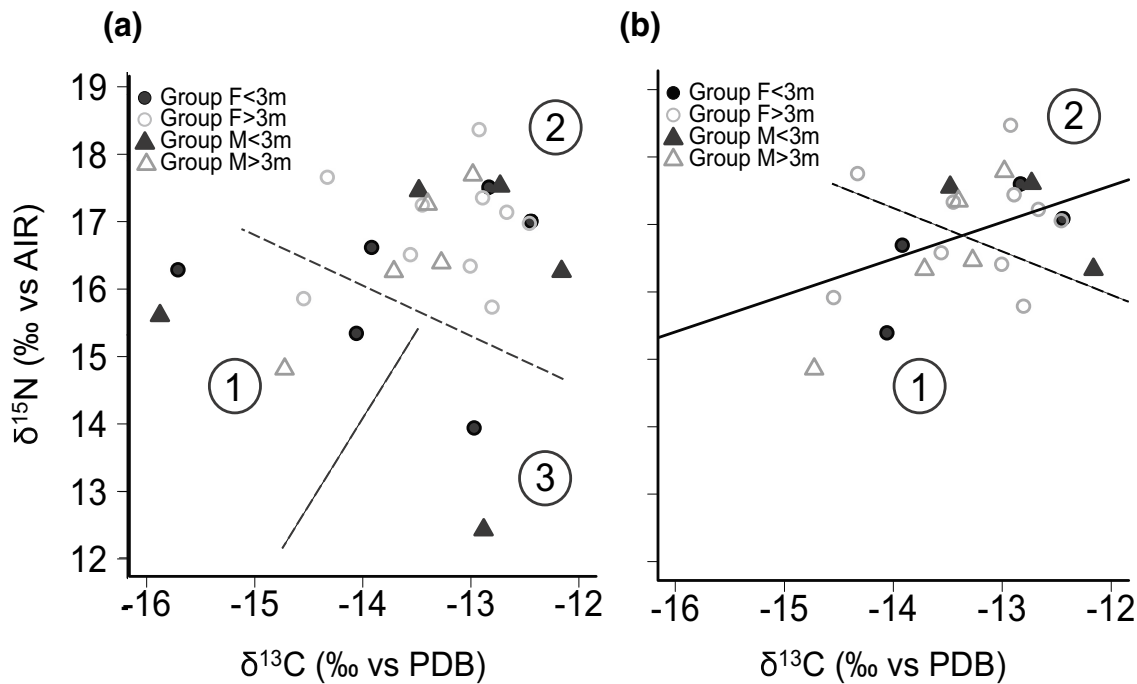 (a)
19
18
17
16
15
14
13
12
δ15N (‰ vs AIR)
Group F<3m
Group F>3m
Group M<3m
Group M>3m
2
1
3
-16 -15 -14 -13 -12
δ13C (‰ vs PDB)
(b)
Group F<3m
Group F>3m
Group M<3m
Group M>3m
2
1
-16 -15 -14 -13 -12
δ13C (‰ vs PDB)